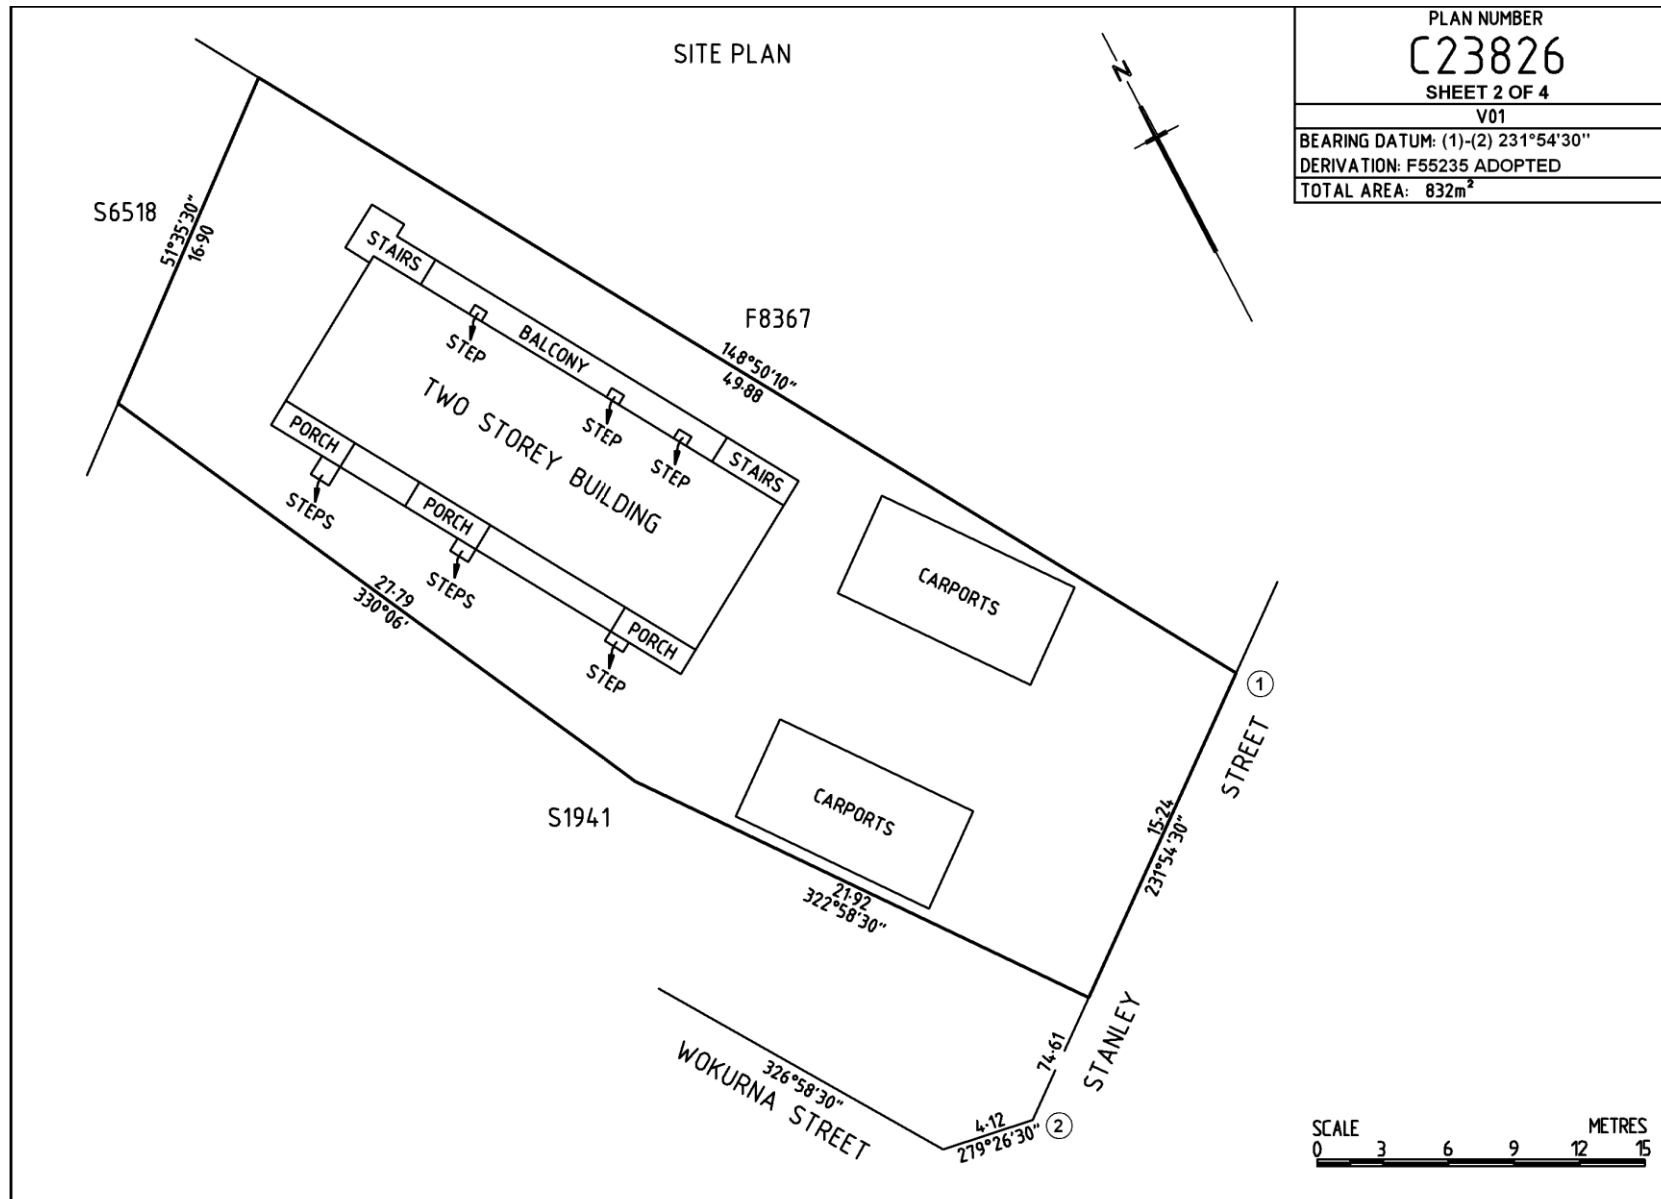 SITE PLAN
PLAN NUMBER
C23826
SHEET 2 OF 4
V01
BEARING DATUM: (1)-(2) 231°54'30"
DERIVATION: F55235 ADOPTED
TOTAL AREA: 832m²
N
S6518
51°35'30"
16·90
STAIRS
F8367
148°50'10"
49·88
STEP
BALCONY
TWO STOREY BUILDING
STEP
STEP
STAIRS
PORCH
STEPS
PORCH
STEPS
PORCH
STEP
27·79
330°06'
CARPORTS
CARPORTS
S1941
21·92
322°58'30"
1
STREET
15·24
231°54'30"
STANLEY
74·61
2
4·12
279°26'30"
326°58'30"
WOKURNA STREET
SCALE METRES
0 3 6 9 12 15